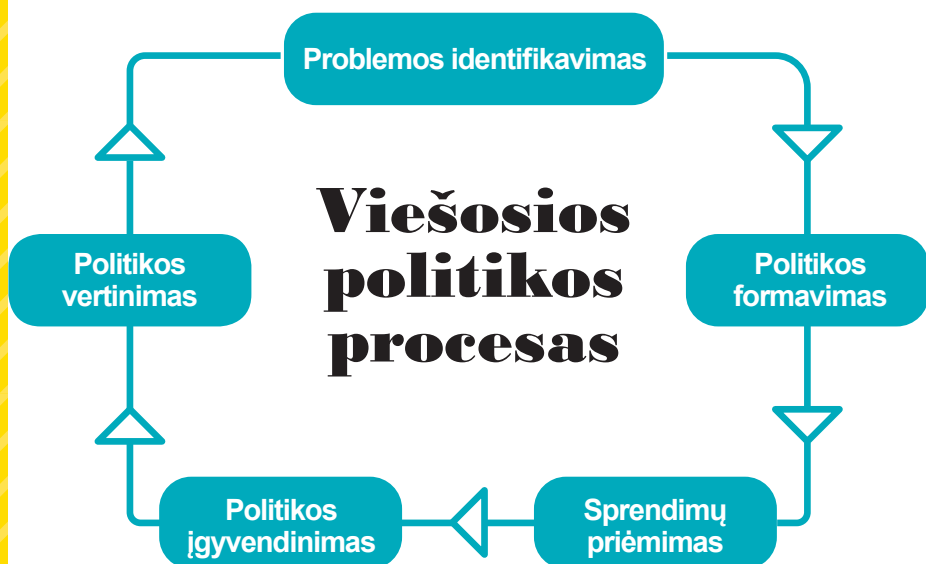 Problemos identifikavimas
Viešosios
politikos
procesas
Politikos
vertinimas
Politikos
formavimas
Politikos
įgyvendinimas
Sprendimų
priėmimas